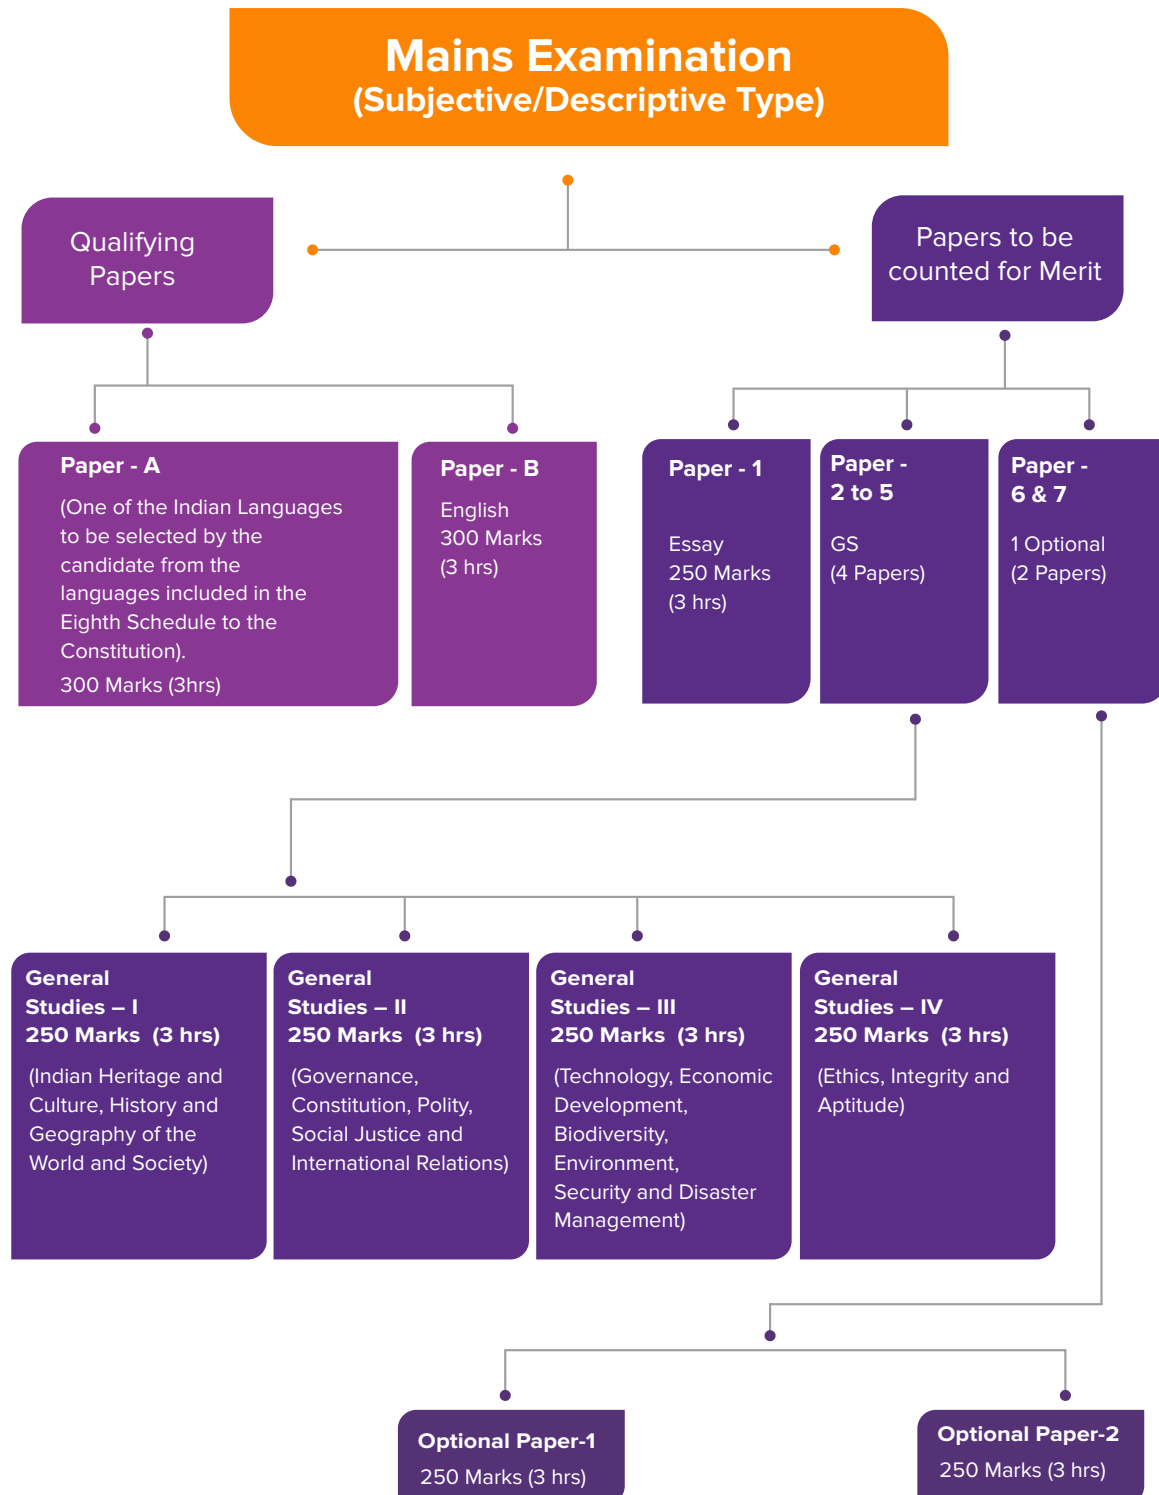 Mains Examination
(Subjective/Descriptive Type)
Qualifying
Papers
Papers to be
counted for Merit
Paper - A
(One of the Indian Languages
to be selected by the
candidate from the
languages included in the
Eighth Schedule to the
Constitution).
300 Marks (3hrs)
Paper - B
English
300 Marks
(3 hrs)
Paper - 1
Essay
250 Marks
(3 hrs)
Paper -
2 to 5
GS
(4 Papers)
Paper -
6 & 7
1 Optional
(2 Papers)
General
Studies – I
250 Marks (3 hrs)
(Indian Heritage and
Culture, History and
Geography of the
World and Society)
General
Studies – II
250 Marks (3 hrs)
(Governance,
Constitution, Polity,
Social Justice and
International Relations)
General
Studies – III
250 Marks (3 hrs)
(Technology, Economic
Development,
Biodiversity,
Environment,
Security and Disaster
Management)
General
Studies – IV
250 Marks (3 hrs)
(Ethics, Integrity and
Aptitude)
Optional Paper-1
250 Marks (3 hrs)
Optional Paper-2
250 Marks (3 hrs)